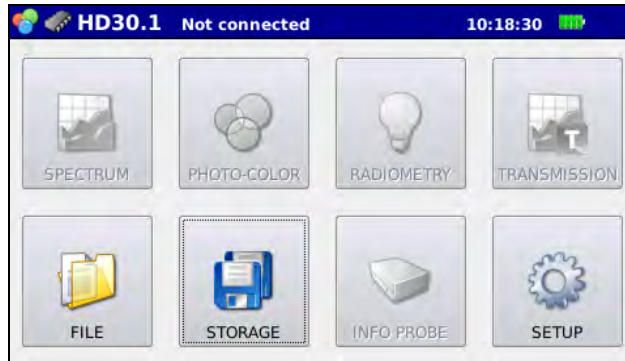 HD30.1 Not connected 10:18:30
SPECTRUM PHOTO-COLOR RADIOMETRY TRANSMISSION
T
FILE STORAGE INFO PROBE SETUP